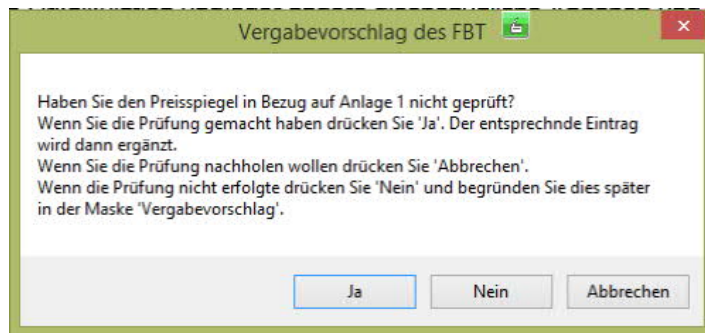 Vergabevorschlag des FBT
Haben Sie den Preisspiegel in Bezug auf Anlage 1 nicht geprüft?
Wenn Sie die Prüfung gemacht haben drücken Sie 'Ja'. Der entsprechnde Eintrag
wird dann ergänzt.
Wenn Sie die Prüfung nachholen wollen drücken Sie 'Abbrechen'.
Wenn die Prüfung nicht erfolgte drücken Sie 'Nein' und begründen Sie dies später
in der Maske 'Vergabevorschlag'.
Ja Nein Abbrechen